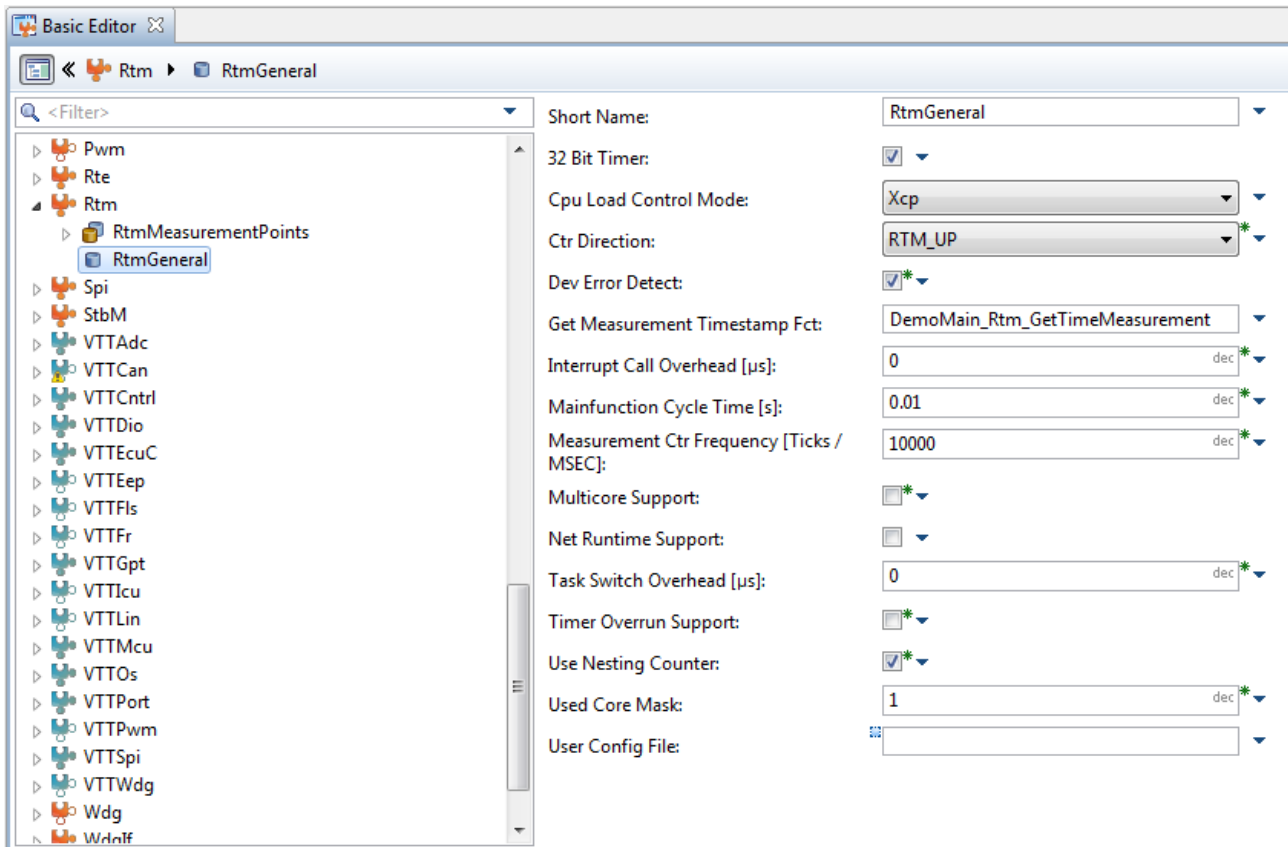 Basic Editor
Rtm RtmGeneral
<Filter>
Pwm
Rte
Rtm
RtmMeasurementPoints
RtmGeneral
Spi
StbM
VTTAdc
VTTCan
VTTCntrl
VTTDio
VTTEcuC
VTTEep
VTTFls
VTTFr
VTTGpt
VTTIcu
VTTLin
VTTMcu
VTTOs
VTTPort
VTTPwm
VTTSpi
VTTWdg
Wdg
WdgIf
Short Name: RtmGeneral
32 Bit Timer:
Cpu Load Control Mode: Xcp
Ctr Direction: RTM_UP
Dev Error Detect:
Get Measurement Timestamp Fct: DemoMain_Rtm_GetTimeMeasurement
Interrupt Call Overhead [µs]: 0 dec
Mainfunction Cycle Time [s]: 0.01 dec
Measurement Ctr Frequency [Ticks /
MSEC]: 10000 dec
Multicore Support:
Net Runtime Support:
Task Switch Overhead [µs]: 0 dec
Timer Overrun Support:
Use Nesting Counter:
Used Core Mask: 1 dec
User Config File: